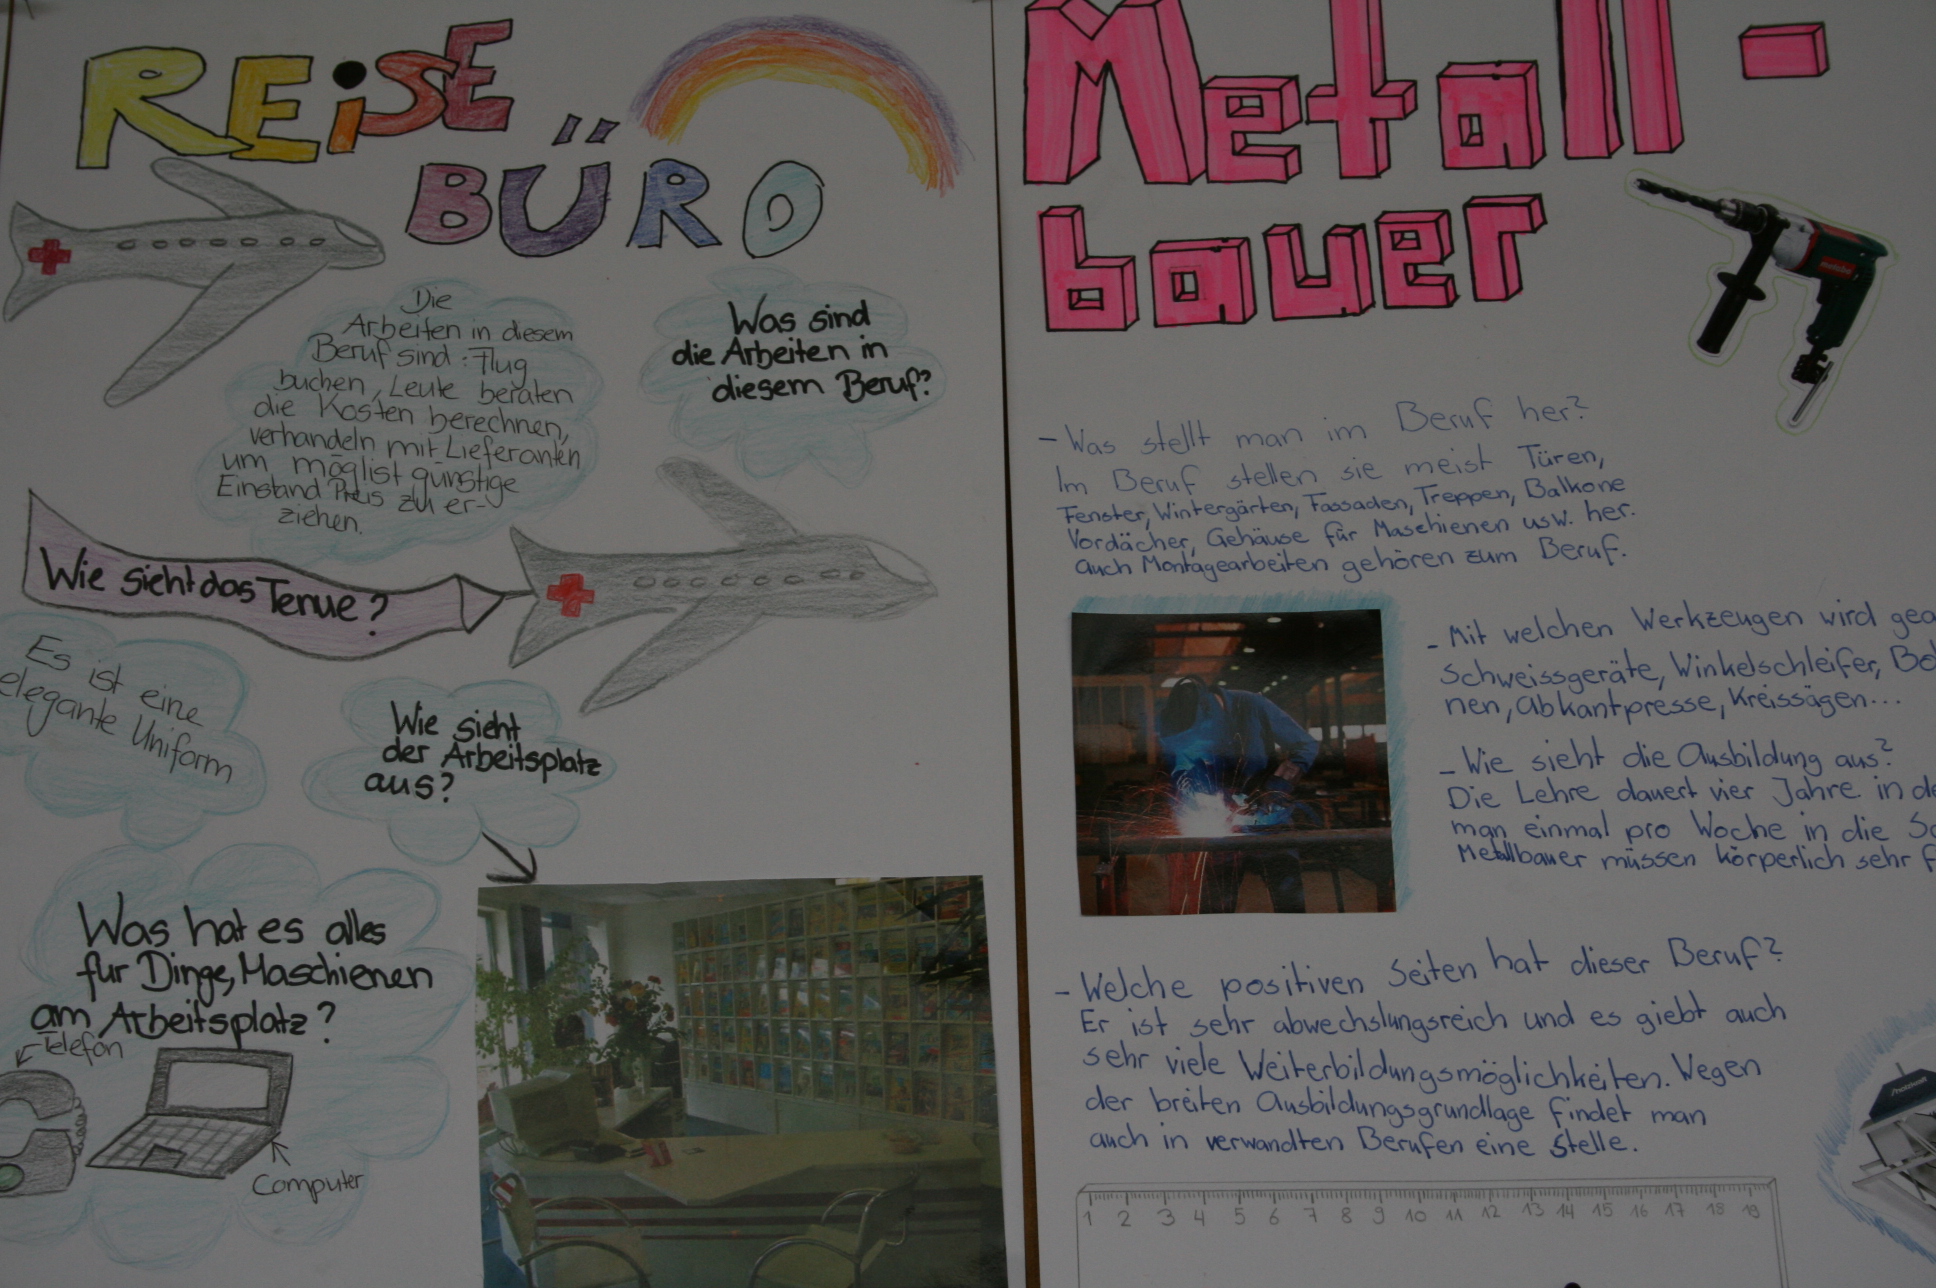 REISE
BÜRO
Die
Arbeiten in diesem
Beruf sind: Flug
buchen, Leute beraten
die Kosten berechnen,
verhandeln mit Lieferanten
um möglist günstige
Einstand Preis zu er-
ziehen.
Was sind
die Arbeiten in
diesem Beruf?
Wie sieht das Tenue?
Es ist eine
elegante Uniform
Wie sieht
der Arbeitsplatz
aus?
Was hat es alles
für Dinge, Maschienen
am Arbeitsplatz?
Telefon
Computer
Metall-
bauer
metabo
- Was stellt man im Beruf her?
Im Beruf stellen sie meist Türen,
Fenster, Wintergärten, Fassaden, Treppen, Balkone
Vordächer, Gehäuse für Maschienen usw. her.
auch Montagearbeiten gehören zum Beruf.
- Mit welchen Werkzeugen wird gea
Schweissgeräte, Winkelschleifer, Bo
nen, abkantpresse, Kreissägen...
- Wie sieht die Ausbildung aus?
Die Lehre dauert vier Jahre in de
man einmal pro Woche in die Sc
Metallbauer müssen körperlich sehr f
- Welche positiven Seiten hat dieser Beruf?
Er ist sehr abwechslungsreich und es giebt auch
sehr viele Weiterbildungsmöglichkeiten. Wegen
der breiten Ausbildungsgrundlage findet man
auch in verwandten Berufen eine Stelle.
1 2 3 4 5 6 7 8 9 10 11 12 13 14 15 16 17 18 19